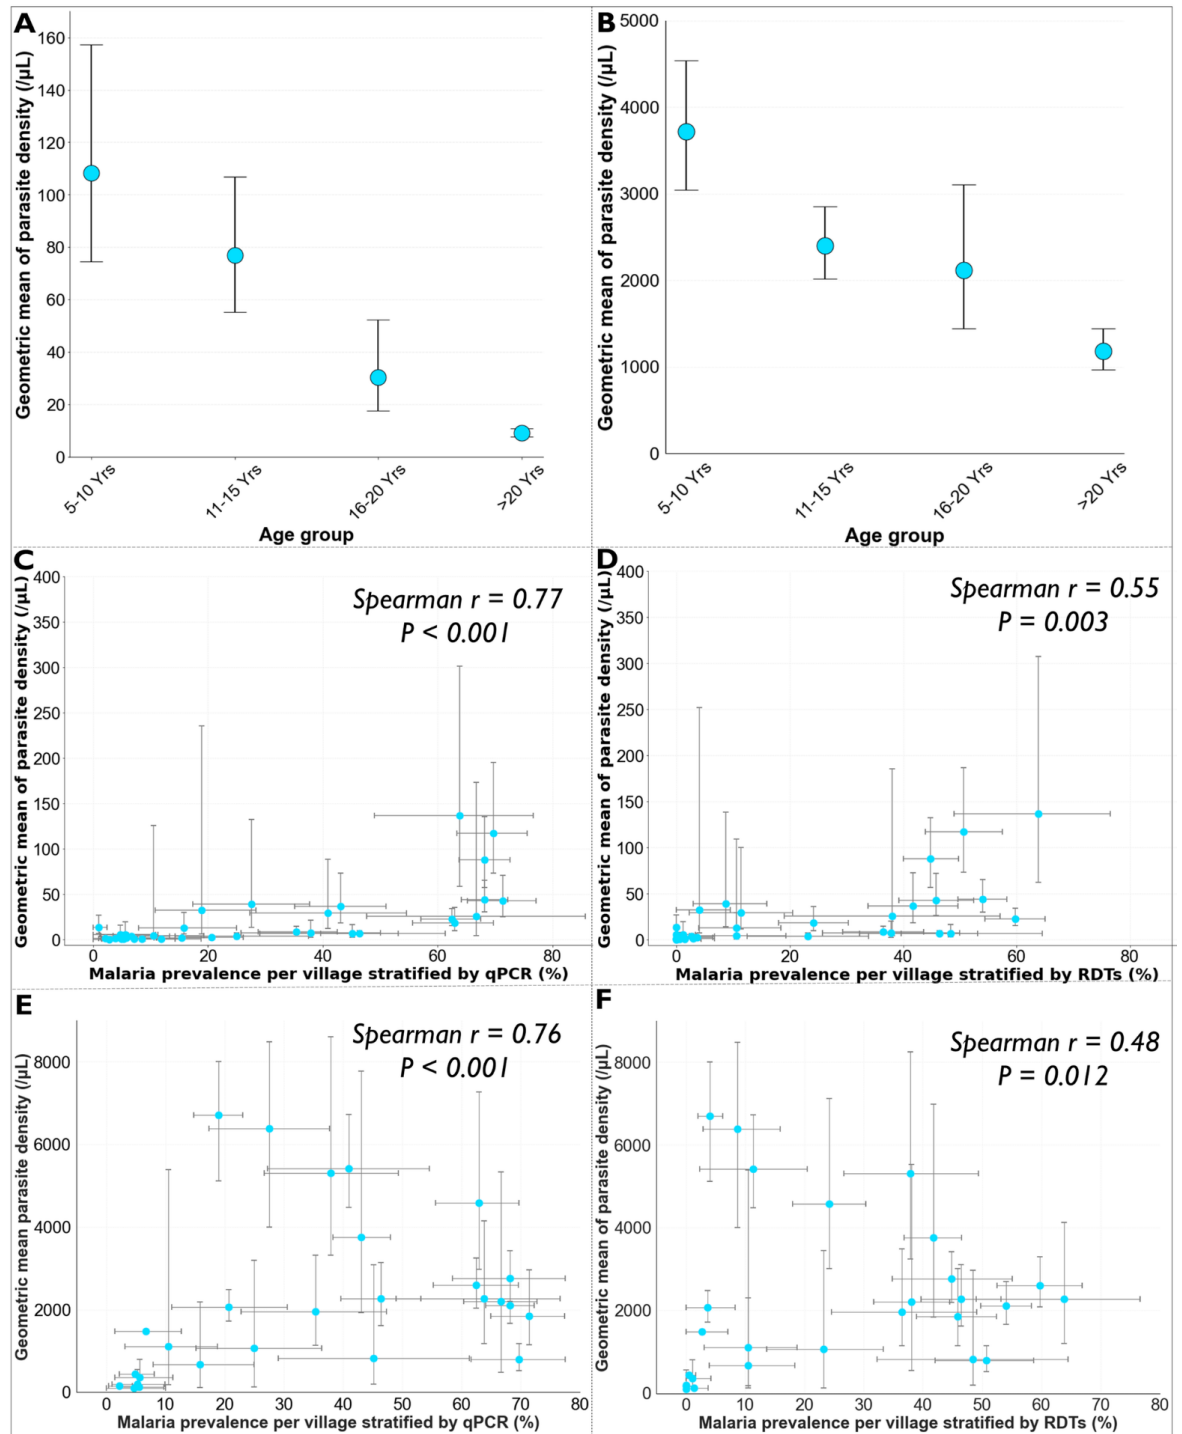 A
Geometric mean of parasite density (/µL)
160
140
120
100
80
60
40
20
0
5-10 Yrs
11-15 Yrs
16-20 Yrs
>20 Yrs
Age group
B
Geometric mean of parasite density (/µL)
5000
4000
3000
2000
1000
0
5-10 Yrs
11-15 Yrs
16-20 Yrs
>20 Yrs
Age group
C
Geometric mean of parasite density (/µL)
400
350
300
250
200
150
100
50
0
Spearman r = 0.77
P < 0.001
0 20 40 60 80
Malaria prevalence per village stratified by qPCR (%)
D
Geometric mean of parasite density (/µL)
400
350
300
250
200
150
100
50
0
Spearman r = 0.55
P = 0.003
0 20 40 60 80
Malaria prevalence per village stratified by RDTs (%)
E
Geometric mean parasite density (/µL)
8000
6000
4000
2000
0
Spearman r = 0.76
P < 0.001
0 10 20 30 40 50 60 70 80
Malaria prevalence per village stratified by qPCR (%)
F
Geometric mean of parasite density (/µL)
8000
6000
4000
2000
0
Spearman r = 0.48
P = 0.012
0 10 20 30 40 50 60 70 80
Malaria prevalence per village stratified by RDTs (%)